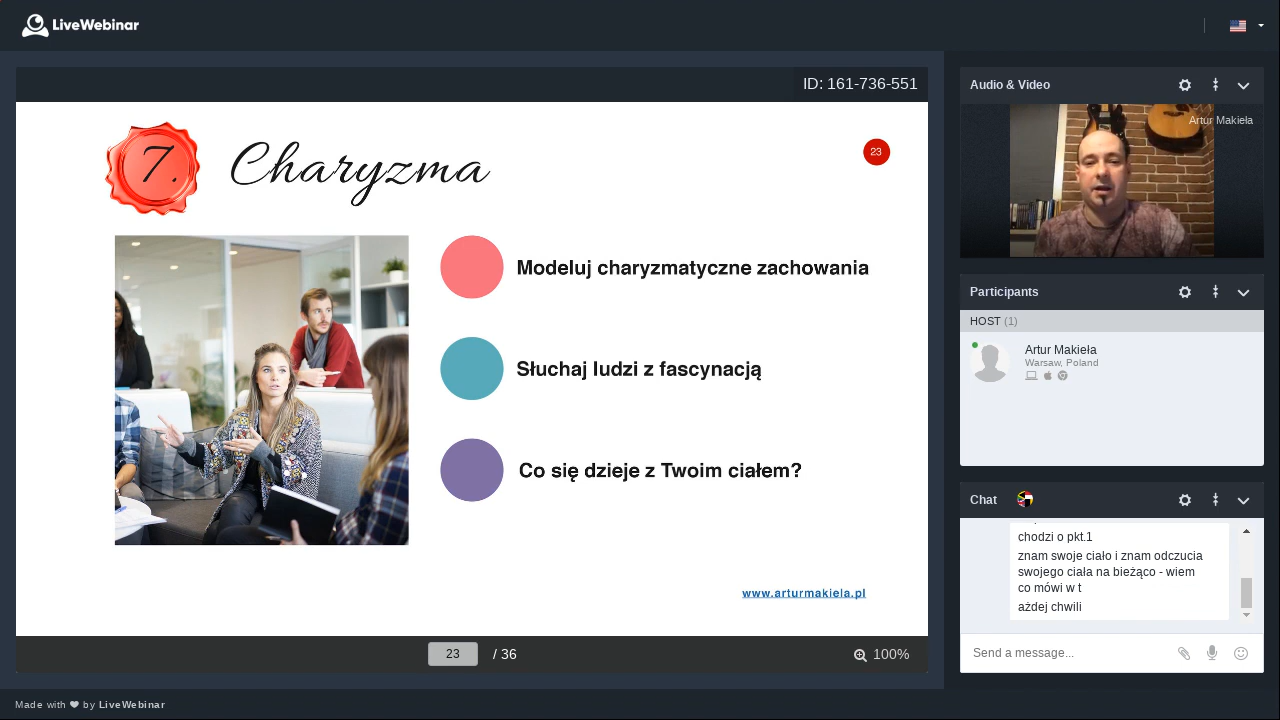 LiveWebinar
ID: 161-736-551
7. Charyzma
23
Modeluj charyzmatyczne zachowania
Słuchaj ludzi z fascynacją
Co się dzieje z Twoim ciałem?
www.arturmakiela.pl
23 / 36
100%
Audio & Video
Artur Makieła
Participants
HOST (1)
Artur Makieła
Warsaw, Poland
Chat
chodzi o pkt.1
znam swoje ciało i znam odczucia
swojego ciała na bieżąco - wiem
co mówi w t
ażdej chwili
Send a message...
Made with ❤ by LiveWebinar